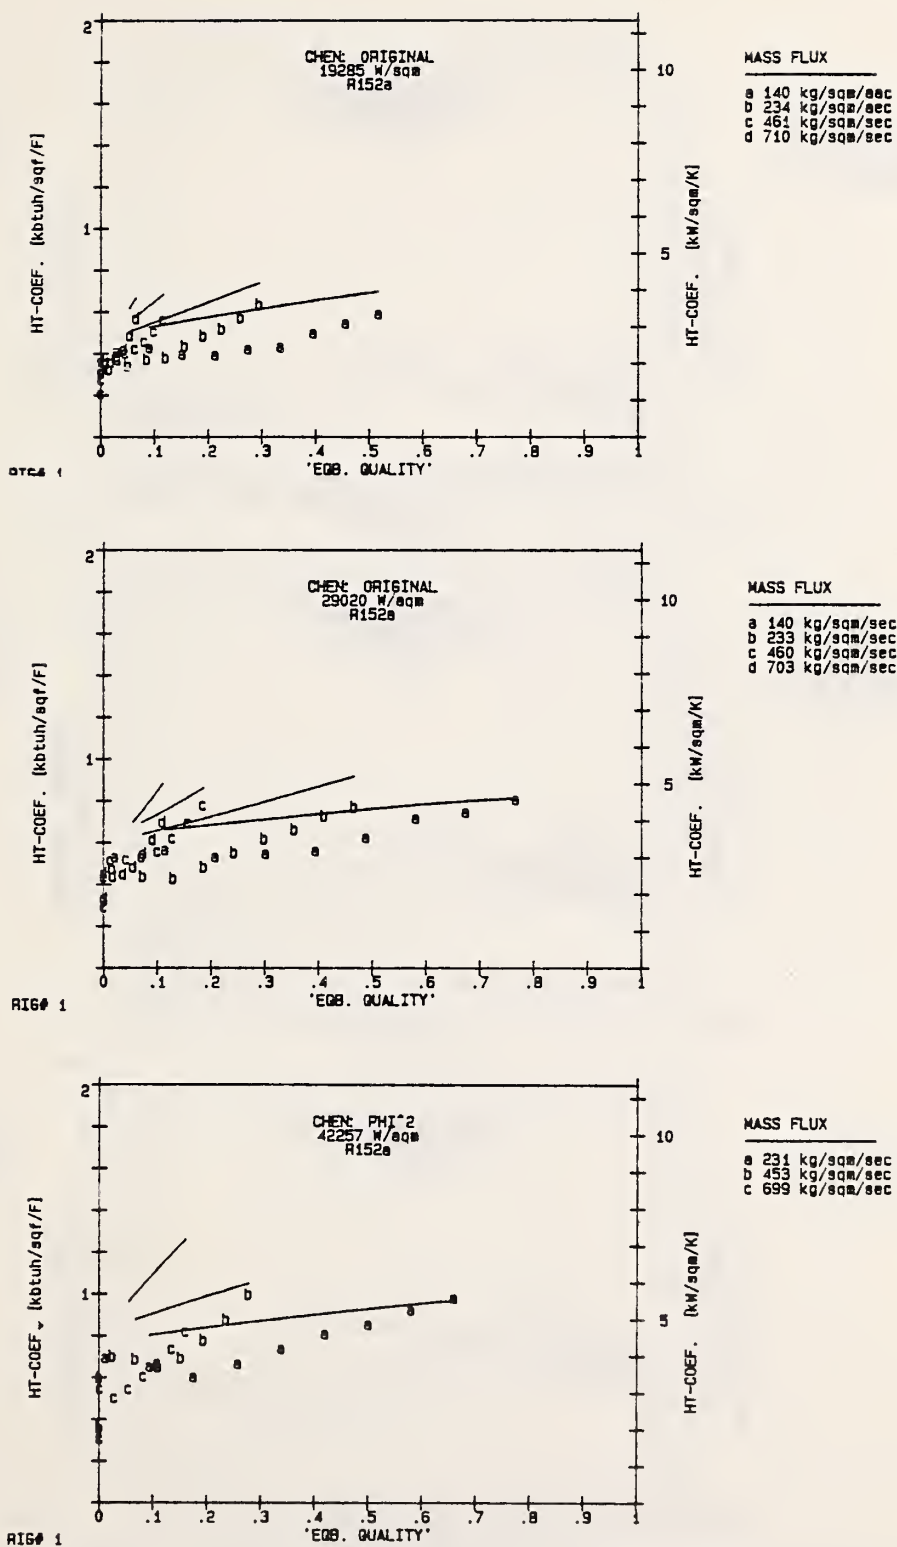 2
CHEN: ORIGINAL
19285 W/sqm
R152a
10
MASS FLUX
a 140 kg/sqm/aac
b 234 kg/sqm/aec
c 461 kg/sqm/sec
d 710 kg/sqm/sec
HT-COEF. [kbtuh/sqf/F]
1
5
HT-COEF. [kW/sqm/K]
0 .1 .2 .3 .4 .5 .6 .7 .8 .9 1
'EQB. QUALITY'
2
CHEN: ORIGINAL
29020 W/sqm
R152a
10
MASS FLUX
a 140 kg/sqm/sec
b 233 kg/sqm/sec
c 460 kg/sqm/sec
d 703 kg/sqm/sec
HT-COEF. [kbtuh/sqf/F]
1
5
HT-COEF. [kW/sqm/K]
0 .1 .2 .3 .4 .5 .6 .7 .8 .9 1
'EQB. QUALITY'
RIG# 1
2
CHEN: PHI^2
42257 W/sqm
R152a
10
MASS FLUX
a 231 kg/sqm/sec
b 453 kg/sqm/sec
c 699 kg/sqm/sec
HT-COEF. [kbtuh/sqf/F]
1
5
HT-COEF. [kW/sqm/K]
0 .1 .2 .3 .4 .5 .6 .7 .8 .9 1
'EQB. QUALITY'
RIG# 1